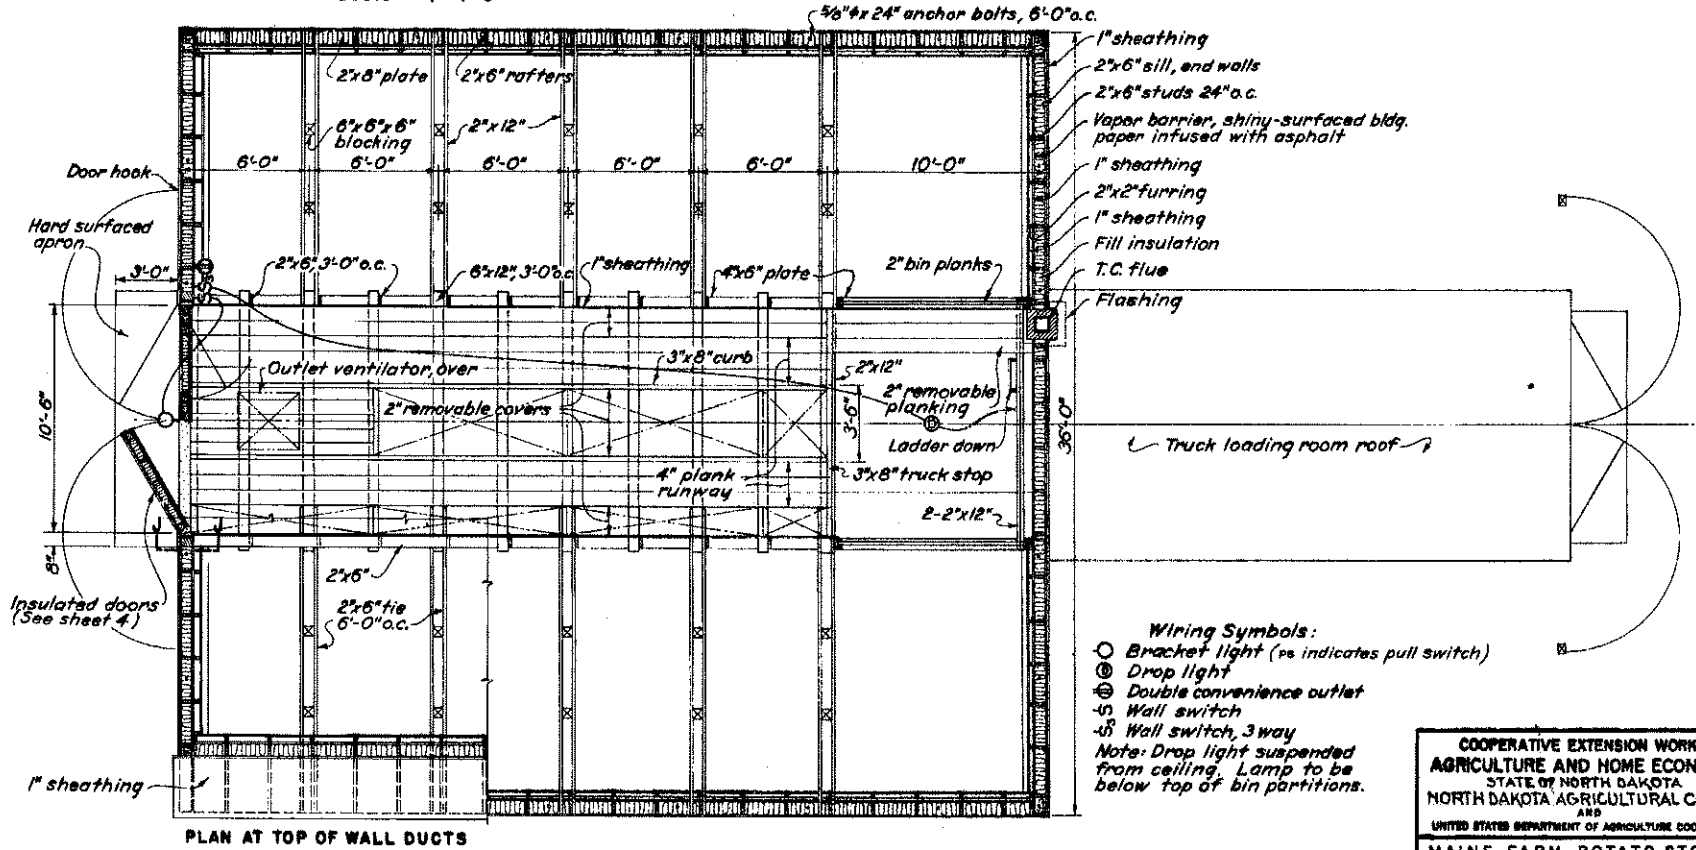 5/8"φx 24" anchor bolts, 6'-0"o.c.
1" sheathing
2"x6" sill, end walls
2"x6" studs 24"o.c.
Vapor barrier, shiny-surfaced bldg.
paper infused with asphalt
1" sheathing
2"x2" furring
1" sheathing
Fill insulation
T.C. flue
Flashing
2"x8" plate
2"x6" rafters
6"x6"x6"
blocking
2"x12"
6'-0"
6'-0"
6'-0"
6'-0"
6'-0"
10'-0"
Door hook
Hard surfaced
apron
3'-0"
2"x6", 3'-0"o.c.
6"x12", 3'-0"o.c.
1" sheathing
4"x6" plate
2" bin planks
S
S
3"x8" curb
Outlet ventilator, over
2"x12"
2" removable
planking
2" removable covers
3'-6"
36'-0"
10'-6"
Ladder down
Truck loading room roof
4" plank
runway
3"x8" truck stop
2-2"x12"
J
J
8"
2"x6"
Insulated doors
(See sheet 4)
2"x6" tie
6'-0"o.c.
1" sheathing
PLAN AT TOP OF WALL DUCTS
Wiring Symbols:
Bracket light (ps indicates pull switch)
Drop light
Double convenience outlet
S Wall switch
S Wall switch, 3 way
Note: Drop light suspended
from ceiling. Lamp to be
below top of bin partitions.
COOPERATIVE EXTENSION WORK
AGRICULTURE AND HOME ECON
STATE OF NORTH DAKOTA
NORTH DAKOTA AGRICULTURAL C
AND
UNITED STATES DEPARTMENT OF AGRICULTURE COO
MAINE FARM POTATO STO